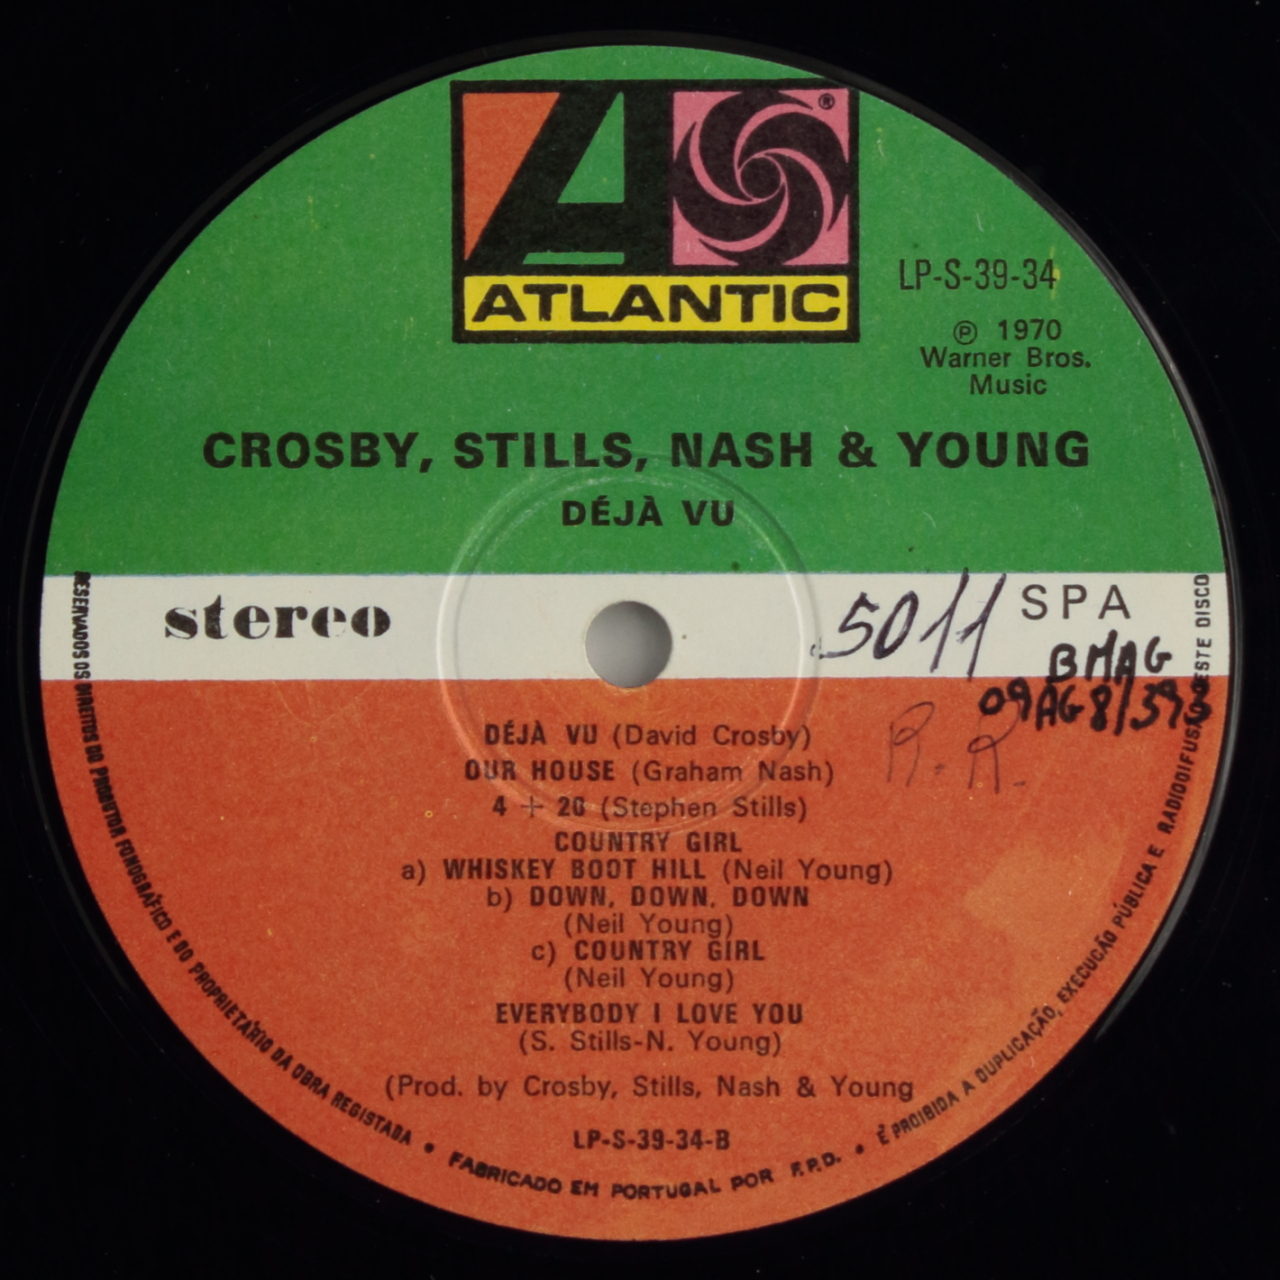 ®
ATLANTIC
LP-S-39-34
℗ 1970
Warner Bros.
Music
CROSBY, STILLS, NASH & YOUNG
DÉJÀ VU
stereo
5011
SPA
BMAG
09AG8/393
R. R.
DÉJÀ VU (David Crosby)
OUR HOUSE (Graham Nash)
4 + 20 (Stephen Stills)
COUNTRY GIRL
a) WHISKEY BOOT HILL (Neil Young)
b) DOWN, DOWN, DOWN
(Neil Young)
c) COUNTRY GIRL
(Neil Young)
EVERYBODY I LOVE YOU
(S. Stills-N. Young)
(Prod. by Crosby, Stills, Nash & Young
LP-S-39-34-B
RESERVADOS OS DIREITOS DO PRODUTOR FONOGRÁFICO E DO PROPRIETÁRIO DA OBRA REGISTADA • FABRICADO EM PORTUGAL POR F.P.D. • É PROIBIDA A DUPLICAÇÃO, EXECUÇÃO PÚBLICA E RADIODIFUSÃO DESTE DISCO